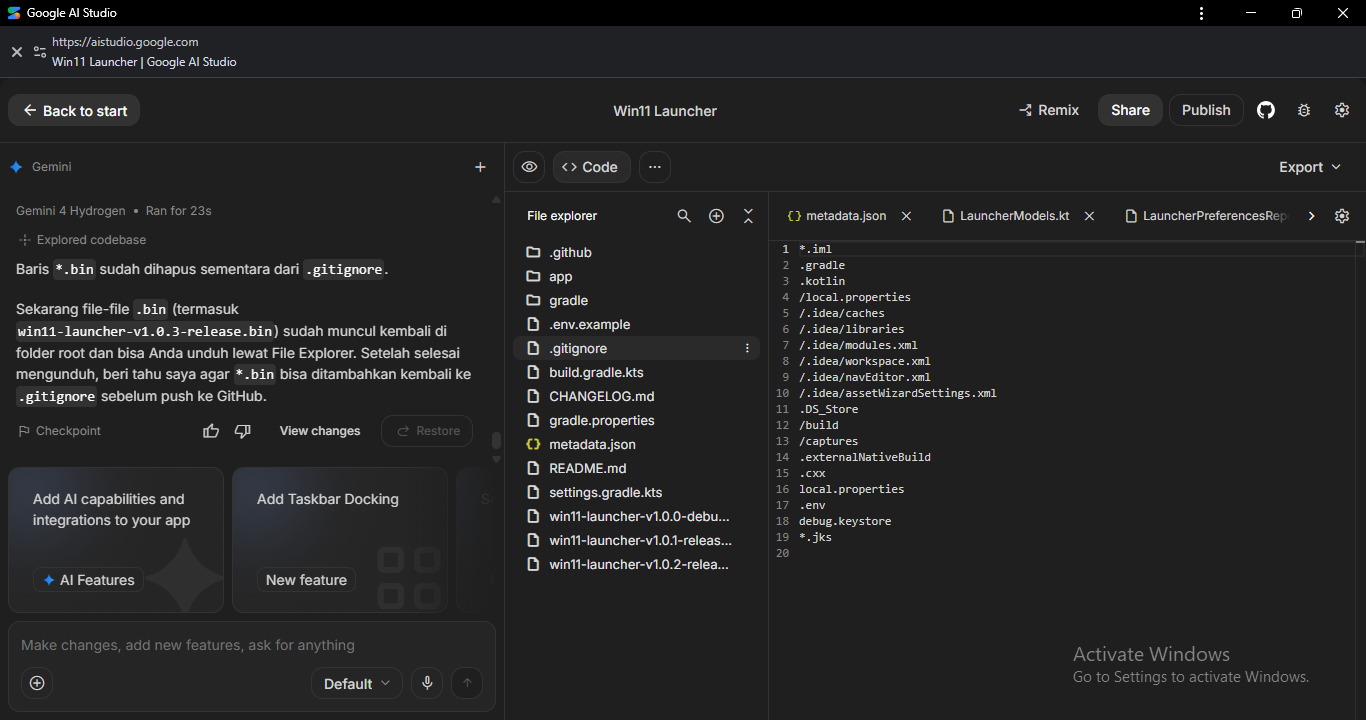 Google AI Studio
https://aistudio.google.com
Win11 Launcher | Google AI Studio
Back to start
Win11 Launcher
Remix
Share
Publish
Gemini
Code
Export
Gemini 4 Hydrogen • Ran for 23s
Explored codebase
Baris *.bin sudah dihapus sementara dari .gitignore.
Sekarang file-file .bin (termasuk
win11-launcher-v1.0.3-release.bin) sudah muncul kembali di
folder root dan bisa Anda unduh lewat File Explorer. Setelah selesai
mengunduh, beri tahu saya agar *.bin bisa ditambahkan kembali ke
.gitignore sebelum push ke GitHub.
Checkpoint
View changes
Restore
Add AI capabilities and
integrations to your app
AI Features
Add Taskbar Docking
New feature
Make changes, add new features, ask for anything
Default
File explorer
.github
app
gradle
.env.example
.gitignore
build.gradle.kts
CHANGELOG.md
gradle.properties
metadata.json
README.md
settings.gradle.kts
win11-launcher-v1.0.0-debu...
win11-launcher-v1.0.1-releas...
win11-launcher-v1.0.2-relea...
metadata.json
LauncherModels.kt
LauncherPreferencesRep
1 *.iml
2 .gradle
3 .kotlin
4 /local.properties
5 /.idea/caches
6 /.idea/libraries
7 /.idea/modules.xml
8 /.idea/workspace.xml
9 /.idea/navEditor.xml
10 /.idea/assetWizardSettings.xml
11 .DS_Store
12 /build
13 /captures
14 .externalNativeBuild
15 .cxx
16 local.properties
17 .env
18 debug.keystore
19 *.jks
20
Activate Windows
Go to Settings to activate Windows.